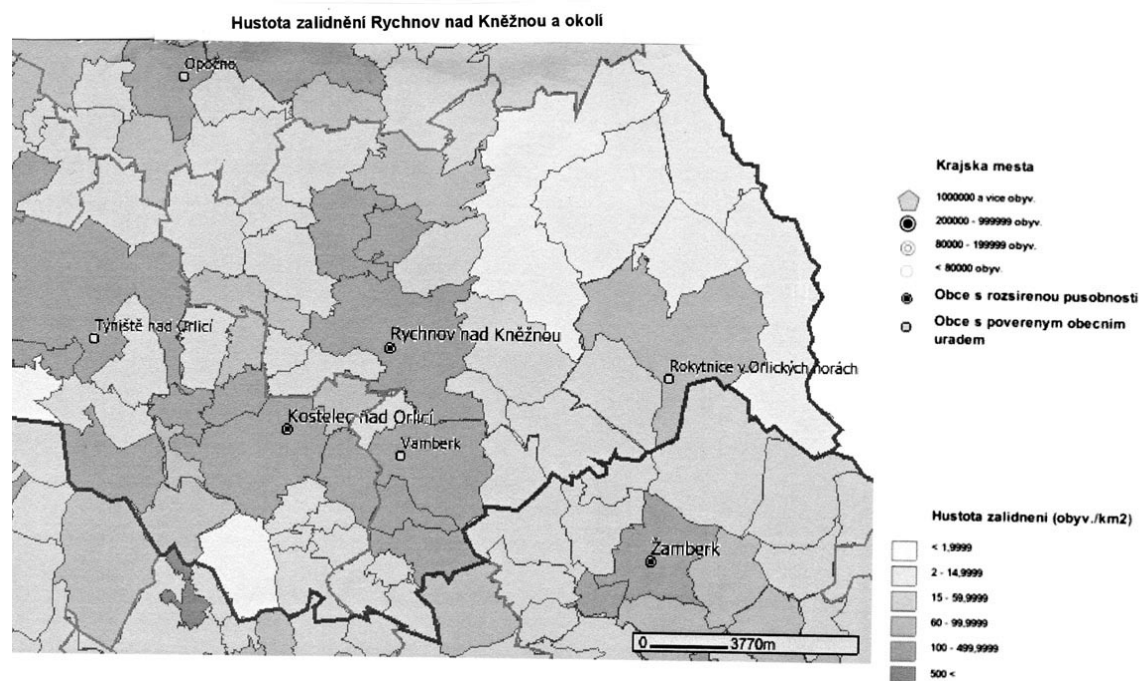 Hustota zalidnění Rychnov nad Kněžnou a okolí
Opočno
Týniště nad Orlicí
Rychnov nad Kněžnou
Rokytnice v Orlických horách
Kostelec nad Orlicí
Vamberk
Žamberk
0 3770m
Krajska mesta
1000000 a vice obyv.
200000 - 999999 obyv.
80000 - 199999 obyv.
< 80000 obyv.
Obce s rozsirenou pusobnosti
Obce s poverenym obecnim
uradem
Hustota zalidneni (obyv./km2)
< 1,9999
2 - 14,9999
15 - 59,9999
60 - 99,9999
100 - 499,9999
500 <